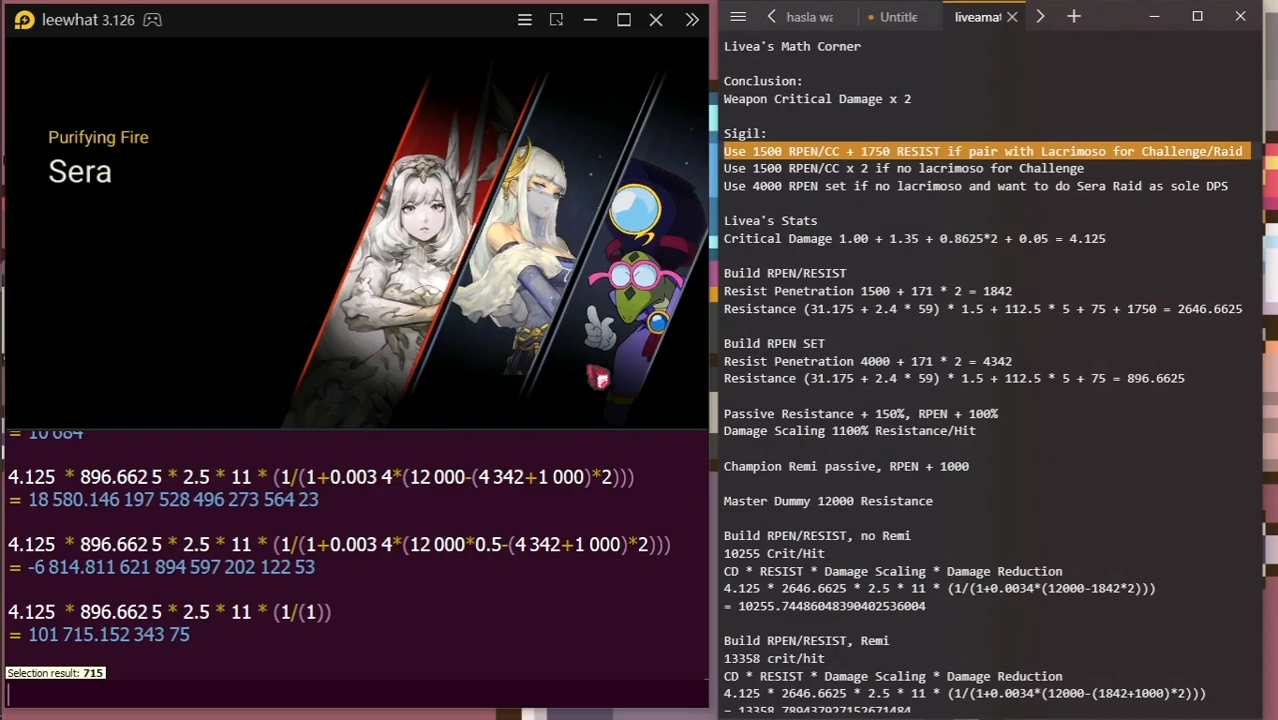 leewhat 3.126
Purifying Fire
Sera
= 10 684
4.125 * 896.662 5 * 2.5 * 11 * (1/(1+0.003 4*(12 000-(4 342+1 000)*2)))
= 18 580.146 197 528 496 273 564 23
4.125 * 896.662 5 * 2.5 * 11 * (1/(1+0.003 4*(12 000*0.5-(4 342+1 000)*2)))
= -6 814.811 621 894 597 202 122 53
4.125 * 896.662 5 * 2.5 * 11 * (1/(1))
= 101 715.152 343 75
Selection result: 715
hasla wa
Untitle
liveamat
Livea's Math Corner
Conclusion:
Weapon Critical Damage x 2
Sigil:
Use 1500 RPEN/CC + 1750 RESIST if pair with Lacrimoso for Challenge/Raid
Use 1500 RPEN/CC x 2 if no lacrimoso for Challenge
Use 4000 RPEN set if no lacrimoso and want to do Sera Raid as sole DPS
Livea's Stats
Critical Damage 1.00 + 1.35 + 0.8625*2 + 0.05 = 4.125
Build RPEN/RESIST
Resist Penetration 1500 + 171 * 2 = 1842
Resistance (31.175 + 2.4 * 59) * 1.5 + 112.5 * 5 + 75 + 1750 = 2646.6625
Build RPEN SET
Resist Penetration 4000 + 171 * 2 = 4342
Resistance (31.175 + 2.4 * 59) * 1.5 + 112.5 * 5 + 75 = 896.6625
Passive Resistance + 150%, RPEN + 100%
Damage Scaling 1100% Resistance/Hit
Champion Remi passive, RPEN + 1000
Master Dummy 12000 Resistance
Build RPEN/RESIST, no Remi
10255 Crit/Hit
CD * RESIST * Damage Scaling * Damage Reduction
4.125 * 2646.6625 * 2.5 * 11 * (1/(1+0.0034*(12000-1842*2)))
= 10255.74486048390402536004
Build RPEN/RESIST, Remi
13358 crit/hit
CD * RESIST * Damage Scaling * Damage Reduction
4.125 * 2646.6625 * 2.5 * 11 * (1/(1+0.0034*(12000-(1842+1000)*2)))
= 13358.789437927152671484